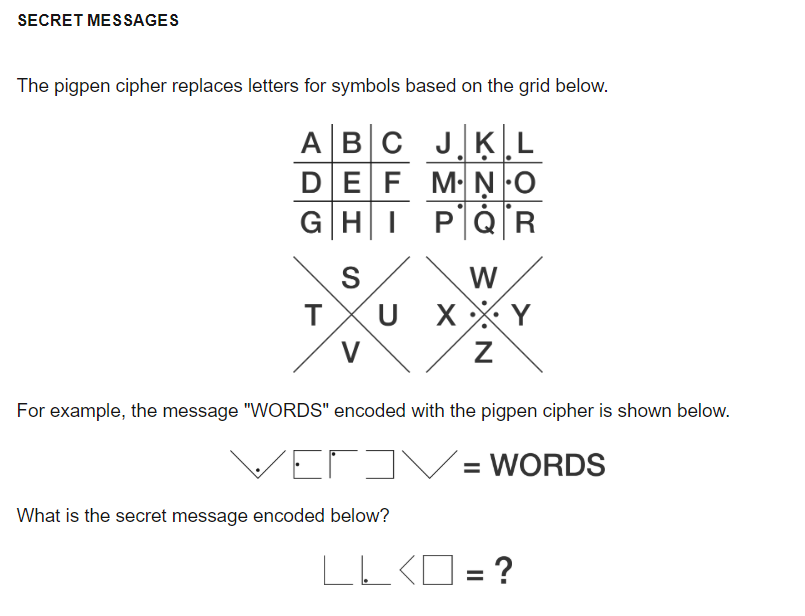 SECRET MESSAGES
The pigpen cipher replaces letters for symbols based on the grid below.
A B C J K L
D E F M N O
G H I P Q R
S W
T U X Y
V Z
For example, the message "WORDS" encoded with the pigpen cipher is shown below.
= WORDS
What is the secret message encoded below?
= ?